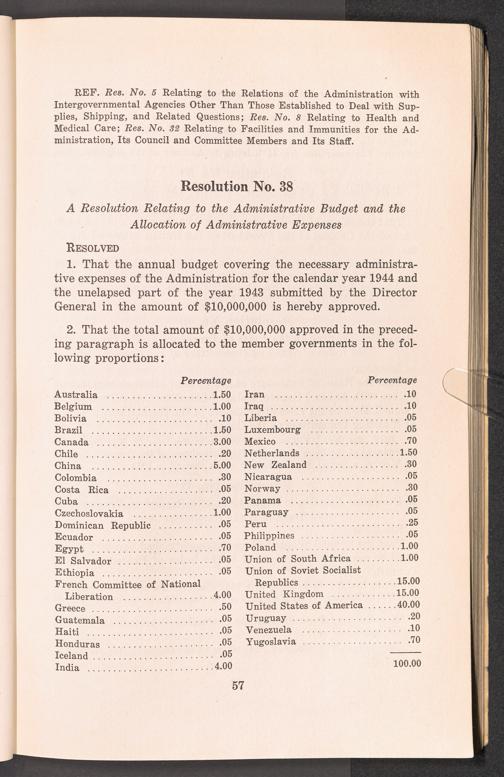 REF. Res. No. 5 Relating to the Relations of the Administration with
Intergovernmental Agencies Other Than Those Established to Deal with Sup-
plies, Shipping, and Related Questions; Res. No. 8 Relating to Health and
Medical Care; Res. No. 32 Relating to Facilities and Immunities for the Ad-
ministration, Its Council and Committee Members and Its Staff.
Resolution No. 38
A Resolution Relating to the Administrative Budget and the
Allocation of Administrative Expenses
RESOLVED
1. That the annual budget covering the necessary administra-
tive expenses of the Administration for the calendar year 1944 and
the unelapsed part of the year 1943 submitted by the Director
General in the amount of $10,000,000 is hereby approved.
2. That the total amount of $10,000,000 approved in the preced-
ing paragraph is allocated to the member governments in the fol-
lowing proportions:
Percentage
Australia 1.50
Belgium 1.00
Bolivia .10
Brazil 1.50
Canada 3.00
Chile .20
China 5.00
Colombia .30
Costa Rica .05
Cuba .20
Czechoslovakia 1.00
Dominican Republic .05
Ecuador .05
Egypt .70
El Salvador .05
Ethiopia .05
French Committee of National
Liberation 4.00
Greece .50
Guatemala .05
Haiti .05
Honduras .05
Iceland .05
India 4.00
Percentage
Iran .10
Iraq .10
Liberia .05
Luxembourg .05
Mexico .70
Netherlands 1.50
New Zealand .30
Nicaragua .05
Norway .30
Panama .05
Paraguay .05
Peru .25
Philippines .05
Poland 1.00
Union of South Africa 1.00
Union of Soviet Socialist
Republics 15.00
United Kingdom 15.00
United States of America 40.00
Uruguay .20
Venezuela .10
Yugoslavia .70
100.00
57